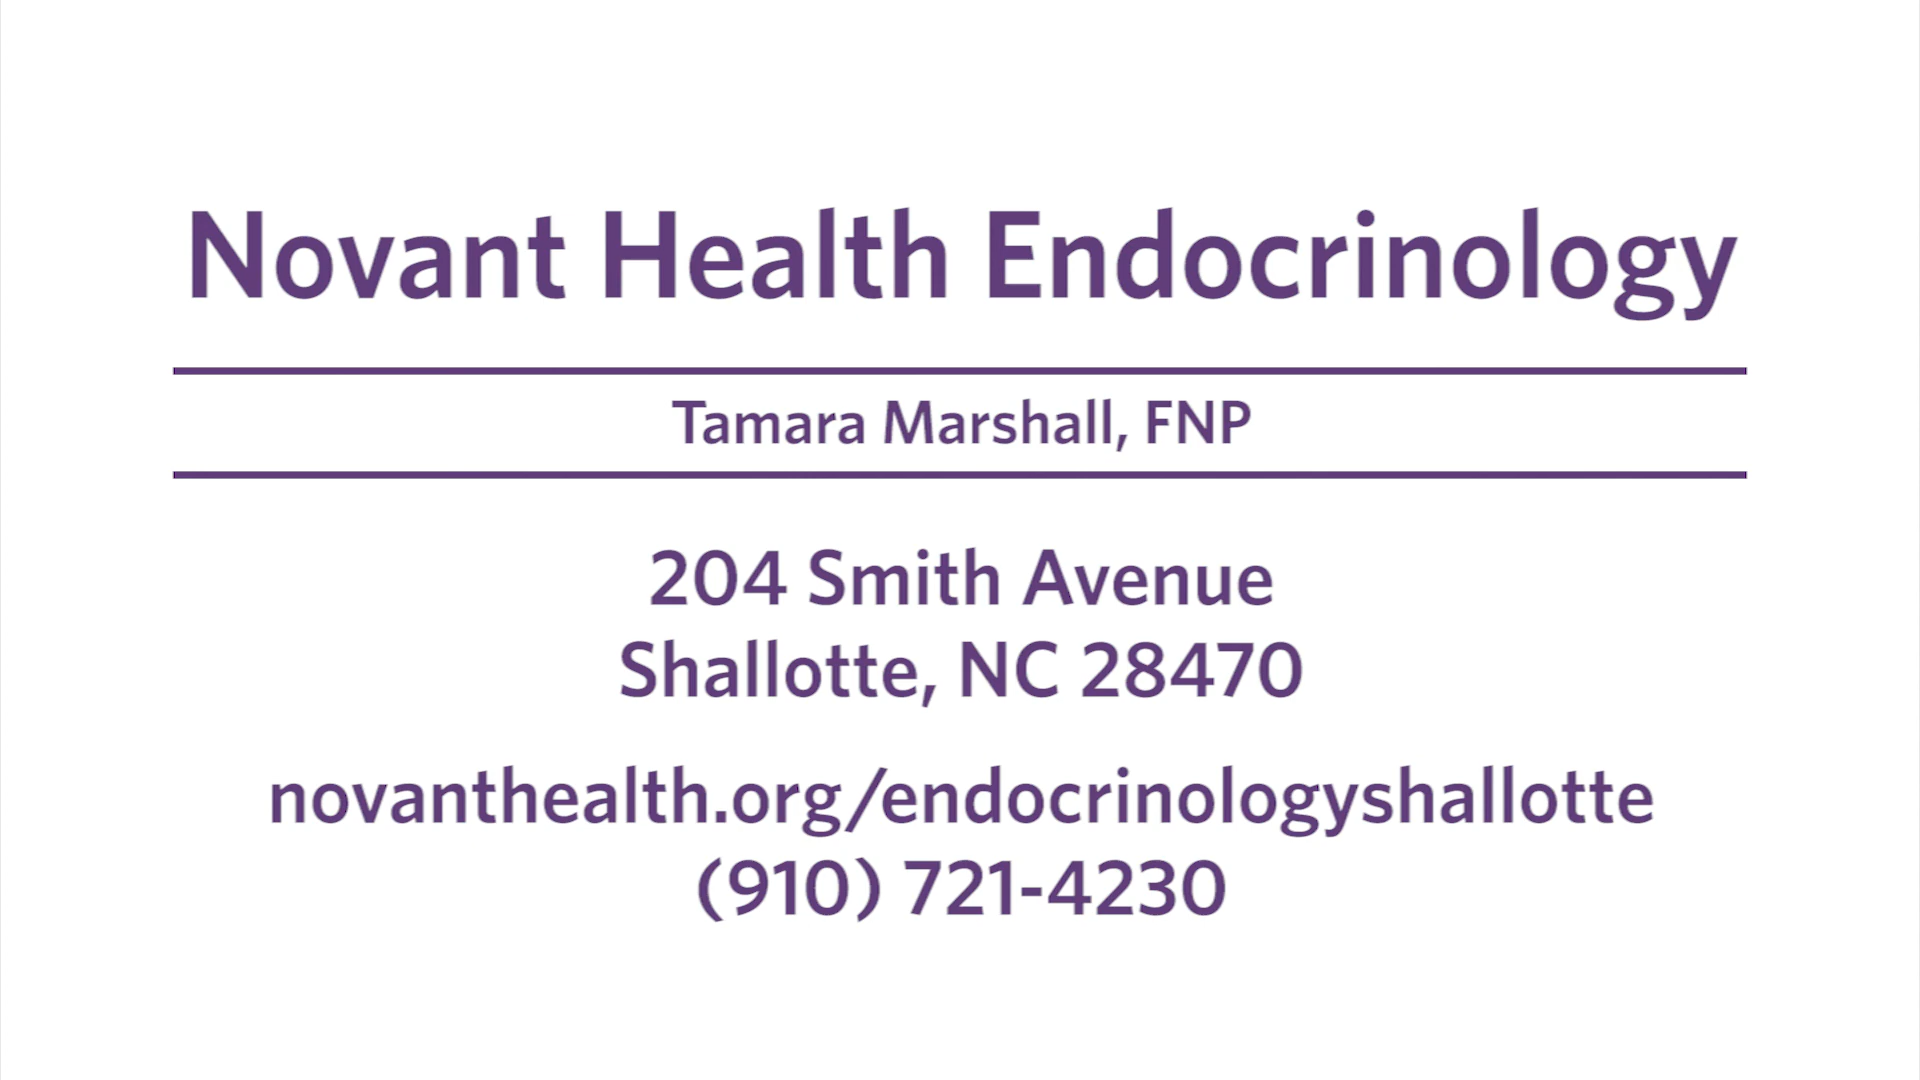 Novant Health Endocrinology
Tamara Marshall, FNP
204 Smith Avenue
Shallotte, NC 28470
novanthealth.org/endocrinologyshallotte
(910) 721-4230